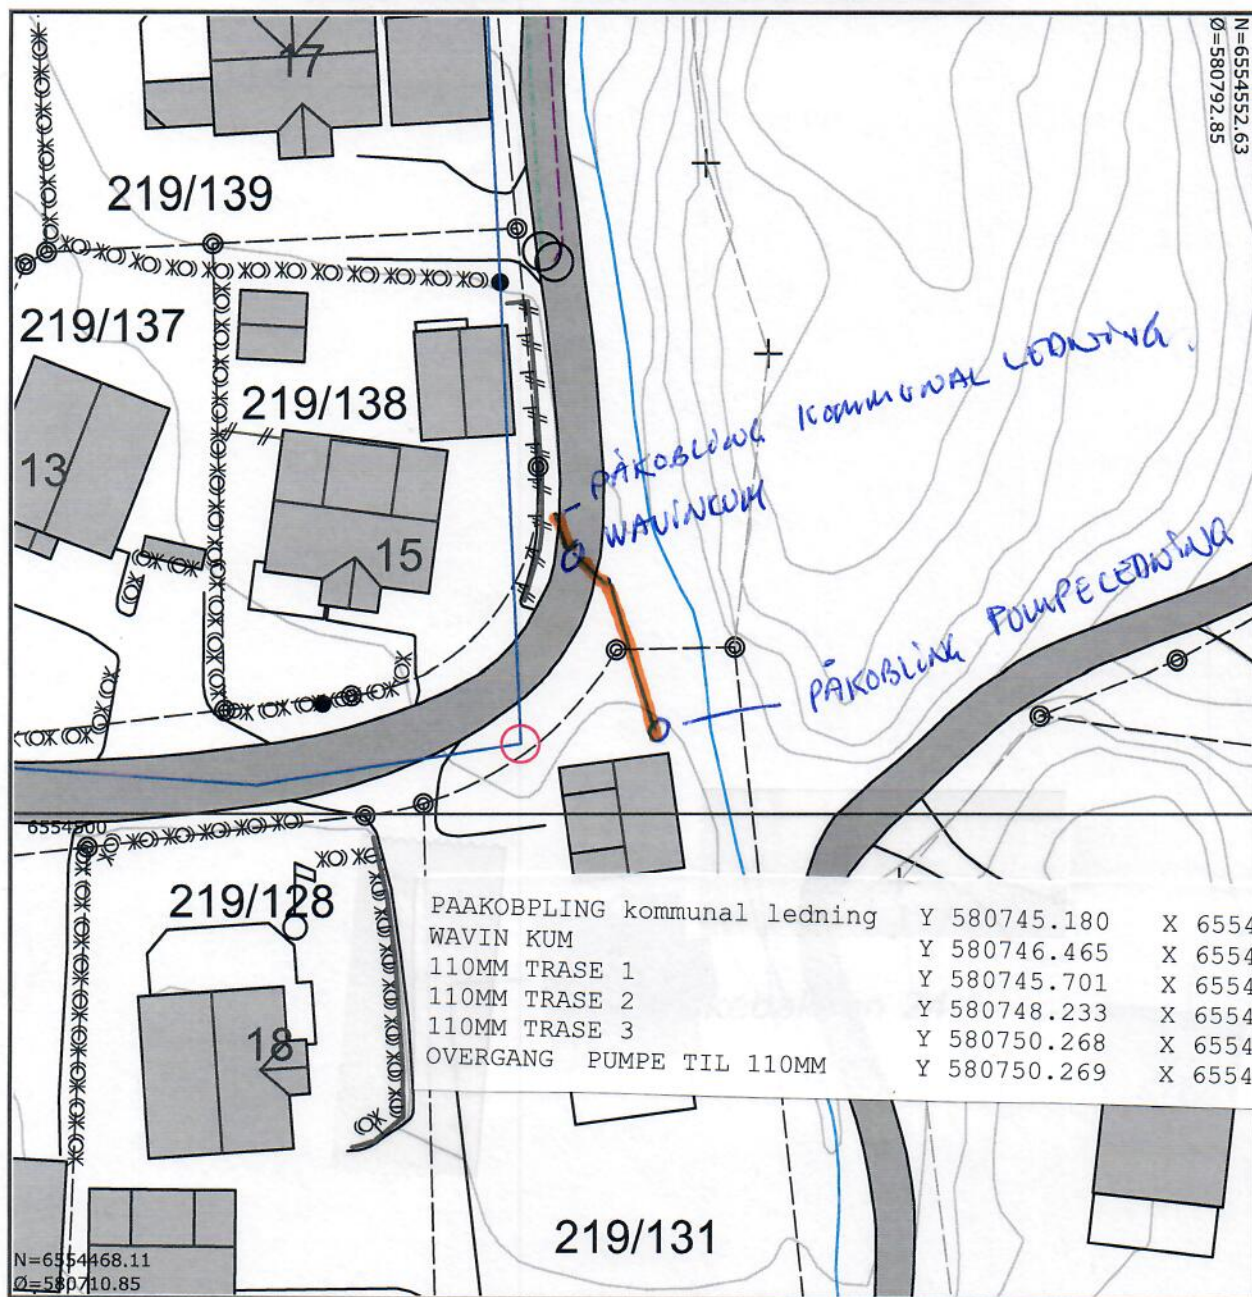 N=6554552.63
Ø=580792.85
17
219/139
219/137
219/138
13
15
PÅKOBLING KOMMUNAL LEDNING.
WAVINKUM
PÅKOBLING PUMPELEDNING
6554500
219/128
18
PAAKOBPLING kommunal ledning Y 580745.180 X 6554
WAVIN KUM Y 580746.465 X 6554
110MM TRASE 1 Y 580745.701 X 6554
110MM TRASE 2 Y 580748.233 X 6554
110MM TRASE 3 Y 580750.268 X 6554
OVERGANG PUMPE TIL 110MM Y 580750.269 X 6554
219/131
N=6554468.11
Ø=580710.85